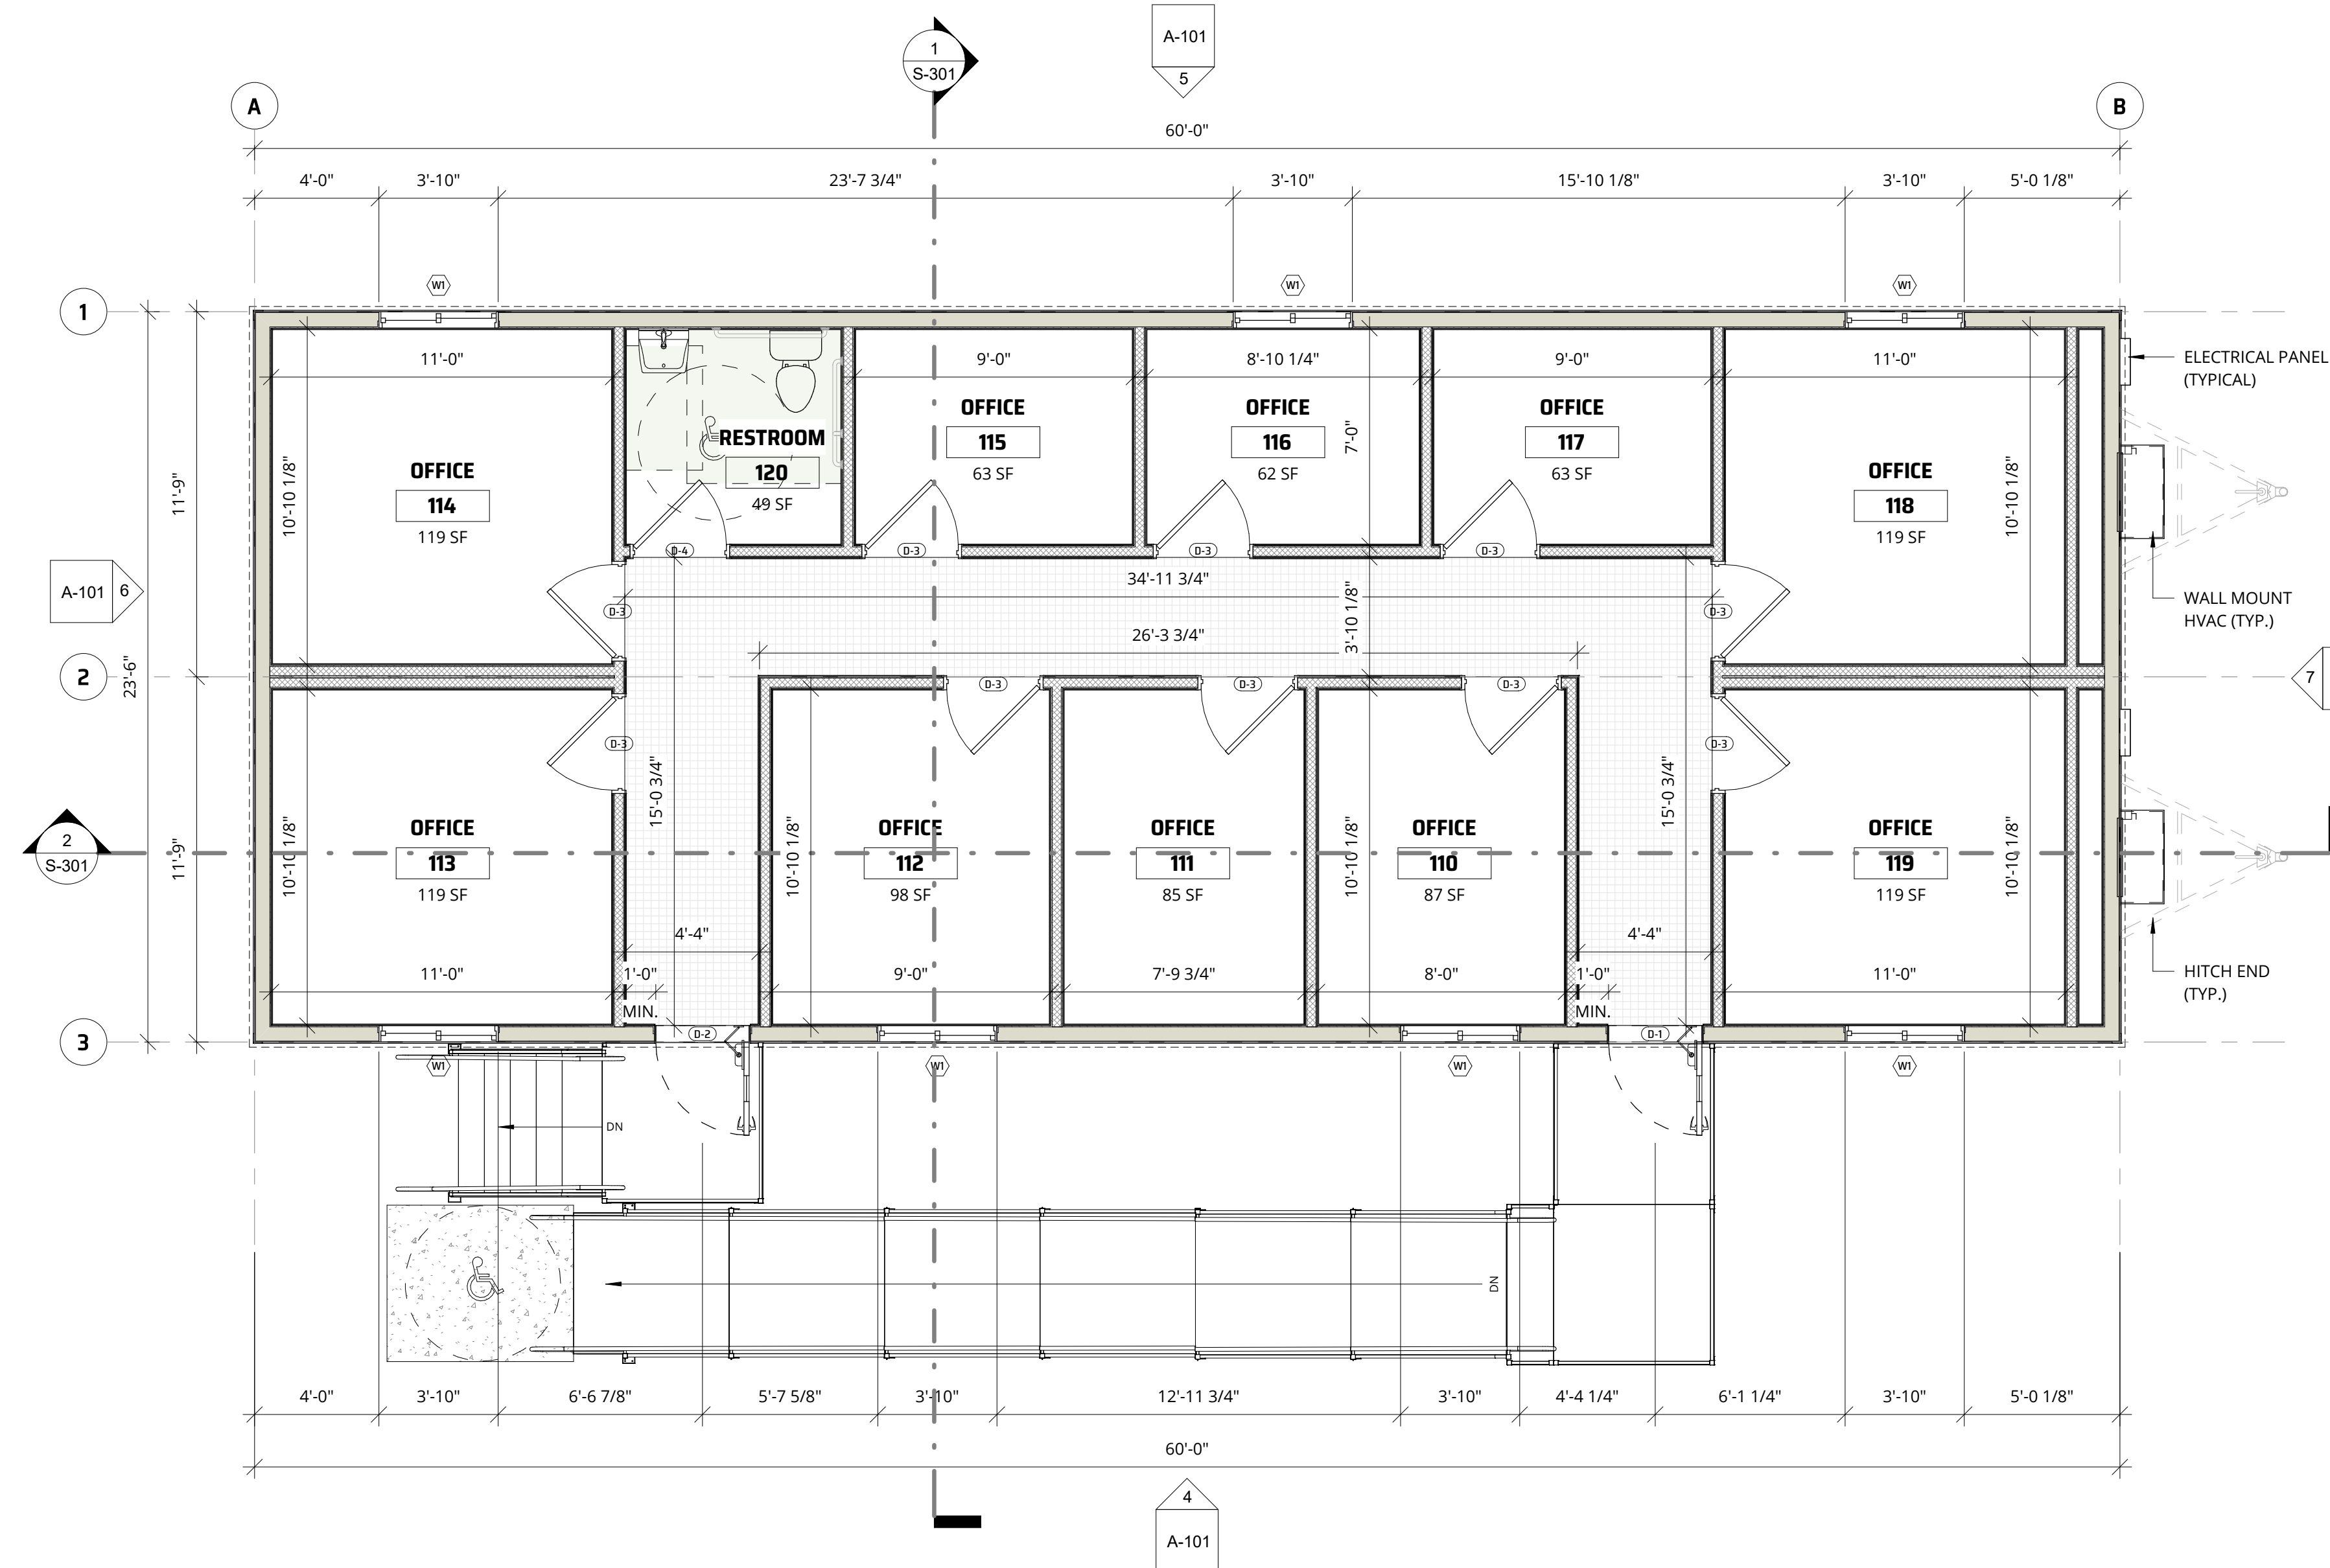 A-101
5
1
S-301
A
B
60'-0"
4'-0"
3'-10"
23'-7 3/4"
3'-10"
15'-10 1/8"
3'-10"
5'-0 1/8"
W1
W1
W1
1
11'-0"
9'-0"
8'-10 1/4"
9'-0"
11'-0"
ELECTRICAL PANEL
(TYPICAL)
OFFICE
114
119 SF
RESTROOM
120
49 SF
OFFICE
115
63 SF
OFFICE
116
62 SF
7'-0"
OFFICE
117
63 SF
OFFICE
118
119 SF
10'-10 1/8"
10'-10 1/8"
11'-9"
D-4
D-3
D-3
D-3
A-101
6
D-3
34'-11 3/4"
3'-10 1/8"
D-3
WALL MOUNT
HVAC (TYP.)
26'-3 3/4"
2
23'-6"
D-3
D-3
D-3
7
D-3
D-3
15'-0 3/4"
15'-0 3/4"
2
S-301
11'-9"
10'-10 1/8"
OFFICE
113
119 SF
10'-10 1/8"
OFFICE
112
98 SF
OFFICE
111
85 SF
10'-10 1/8"
OFFICE
110
87 SF
OFFICE
119
119 SF
10'-10 1/8"
4'-4"
4'-4"
11'-0"
1'-0"
MIN.
9'-0"
7'-9 3/4"
8'-0"
1'-0"
MIN.
11'-0"
HITCH END
(TYP.)
3
D-2
D-1
W1
W1
W1
W1
DN
DN
4'-0"
3'-10"
6'-6 7/8"
5'-7 5/8"
3'-10"
12'-11 3/4"
3'-10"
4'-4 1/4"
6'-1 1/4"
3'-10"
5'-0 1/8"
60'-0"
4
A-101